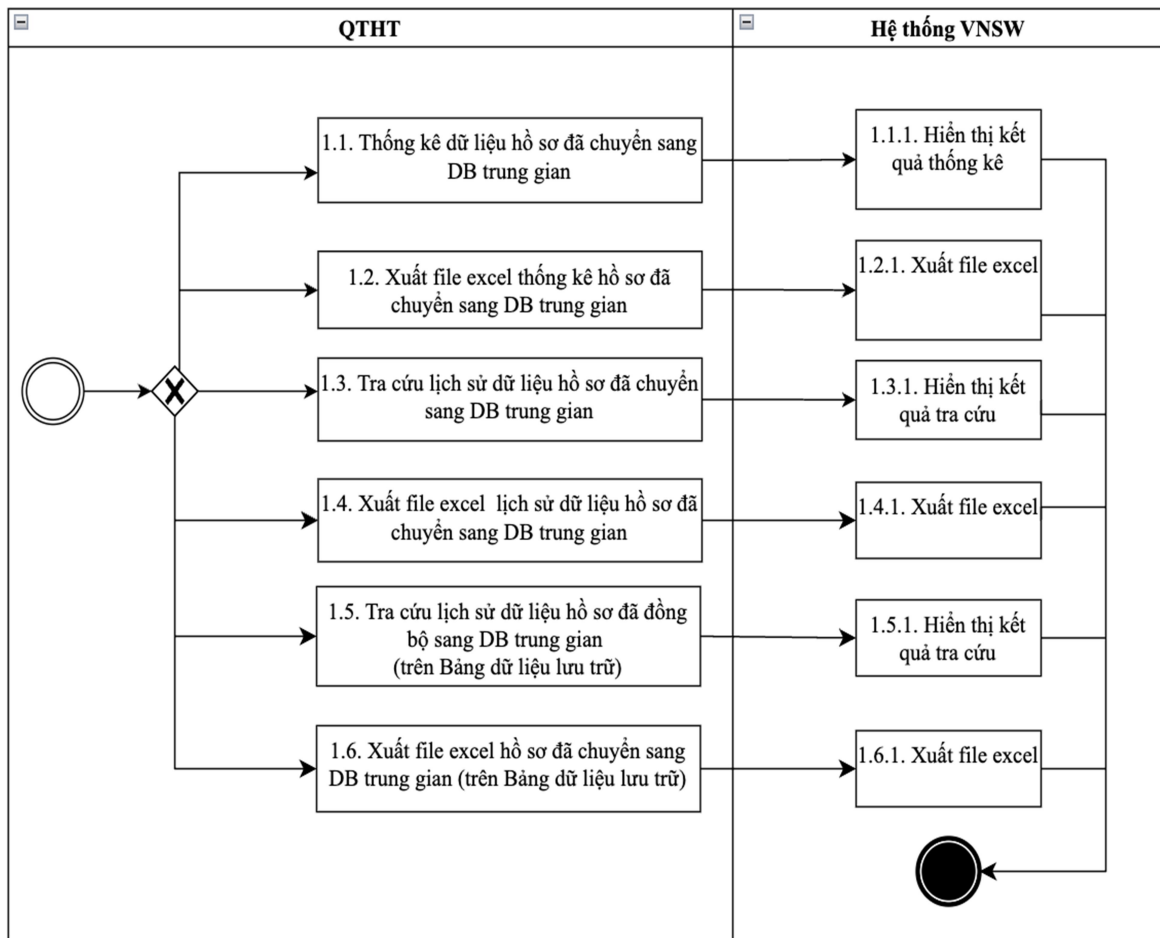 QTHT
Hệ thống VNSW
1.1. Thống kê dữ liệu hồ sơ đã chuyển sang
DB trung gian
1.1.1. Hiển thị kết
quả thống kê
1.2. Xuất file excel thống kê hồ sơ đã
chuyển sang DB trung gian
1.2.1. Xuất file excel
1.3. Tra cứu lịch sử dữ liệu hồ sơ đã chuyển
sang DB trung gian
1.3.1. Hiển thị kết
quả tra cứu
1.4. Xuất file excel lịch sử dữ liệu hồ sơ đã
chuyển sang DB trung gian
1.4.1. Xuất file excel
1.5. Tra cứu lịch sử dữ liệu hồ sơ đã đồng
bộ sang DB trung gian
(trên Bảng dữ liệu lưu trữ)
1.5.1. Hiển thị kết
quả tra cứu
1.6. Xuất file excel hồ sơ đã chuyển sang
DB trung gian (trên Bảng dữ liệu lưu trữ)
1.6.1. Xuất file excel